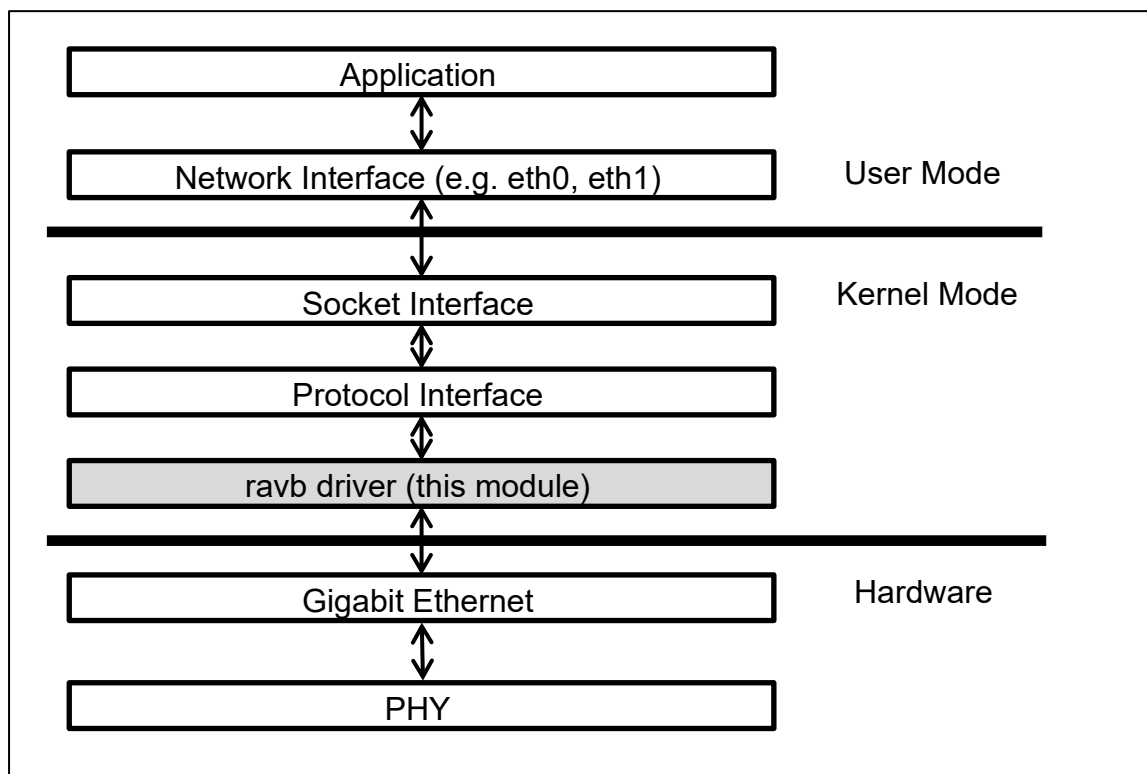 Application
Network Interface (e.g. eth0, eth1)
User Mode
Socket Interface
Kernel Mode
Protocol Interface
ravb driver (this module)
Gigabit Ethernet
Hardware
PHY